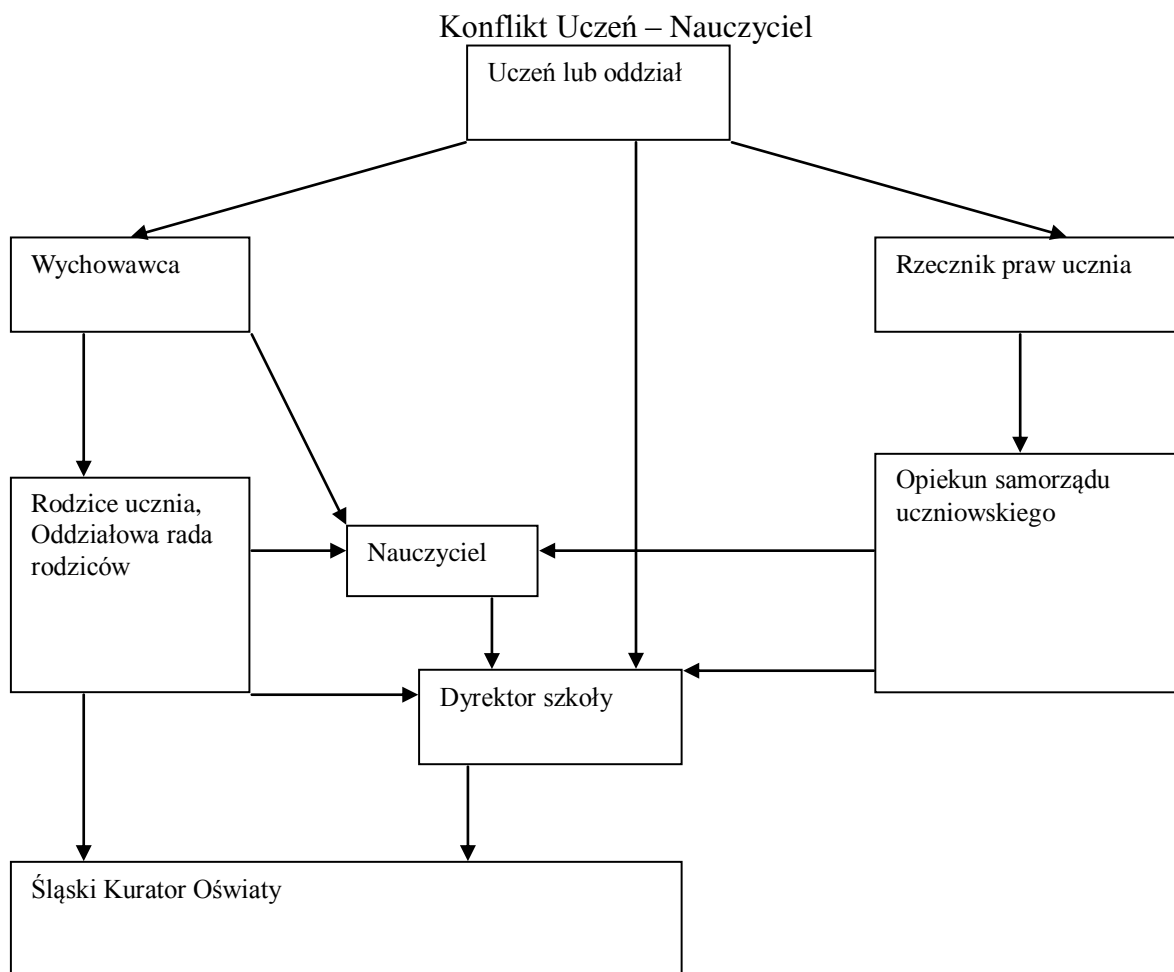 Konflikt Uczeń – Nauczyciel
Uczeń lub oddział
Wychowawca
Rzecznik praw ucznia
Rodzice ucznia,
Oddziałowa rada
rodziców
Nauczyciel
Opiekun samorządu
uczniowskiego
Dyrektor szkoły
Śląski Kurator Oświaty